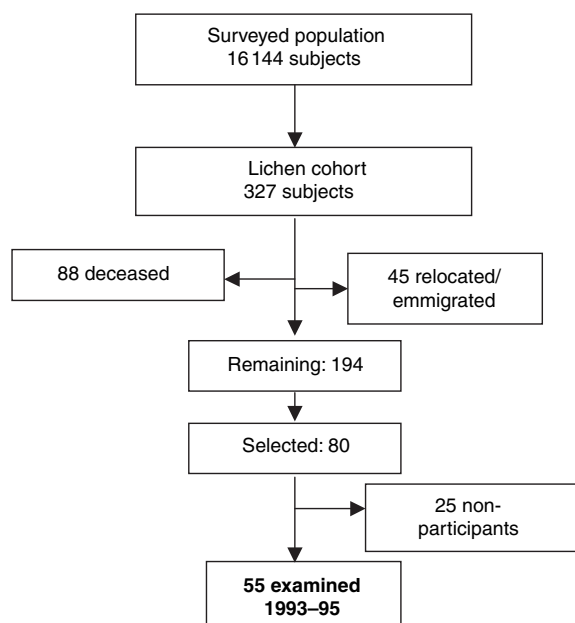 Surveyed population
16 144 subjects
Lichen cohort
327 subjects
88 deceased
45 relocated/
emmigrated
Remaining: 194
Selected: 80
25 non-
participants
55 examined
1993–95